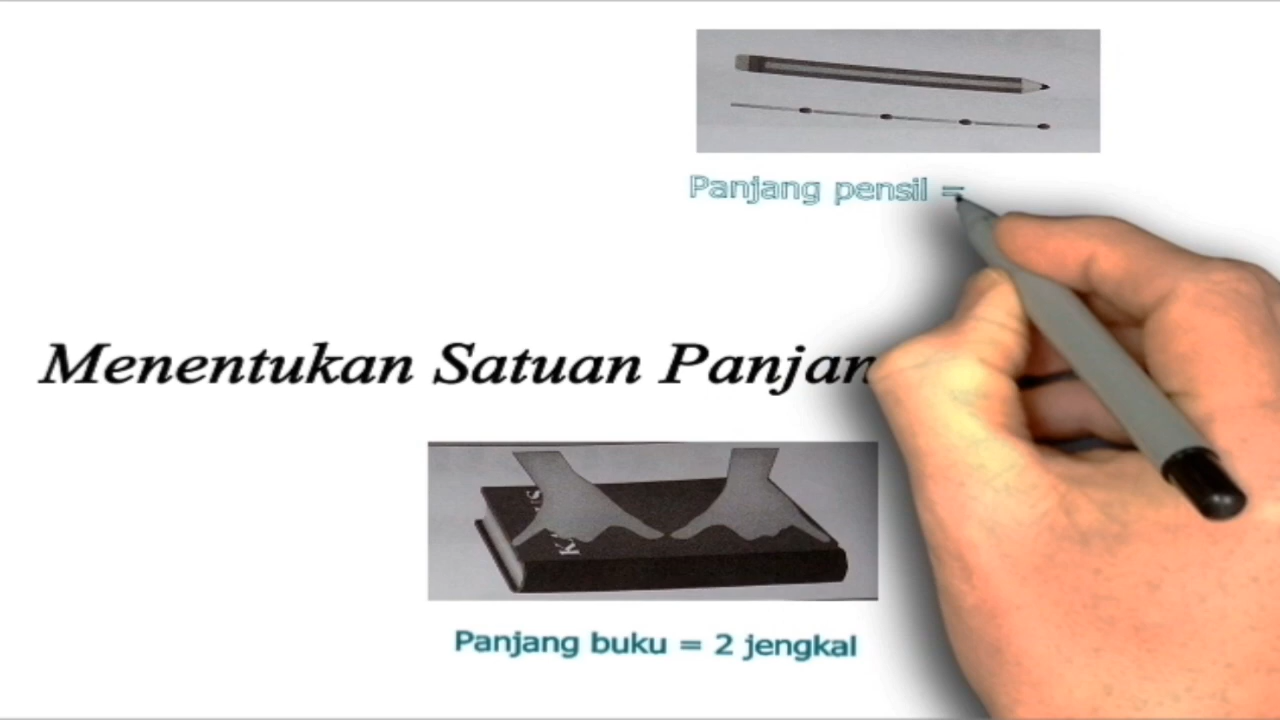 Panjang pensil =
Menentukan Satuan Panjan
Panjang buku = 2 jengkal